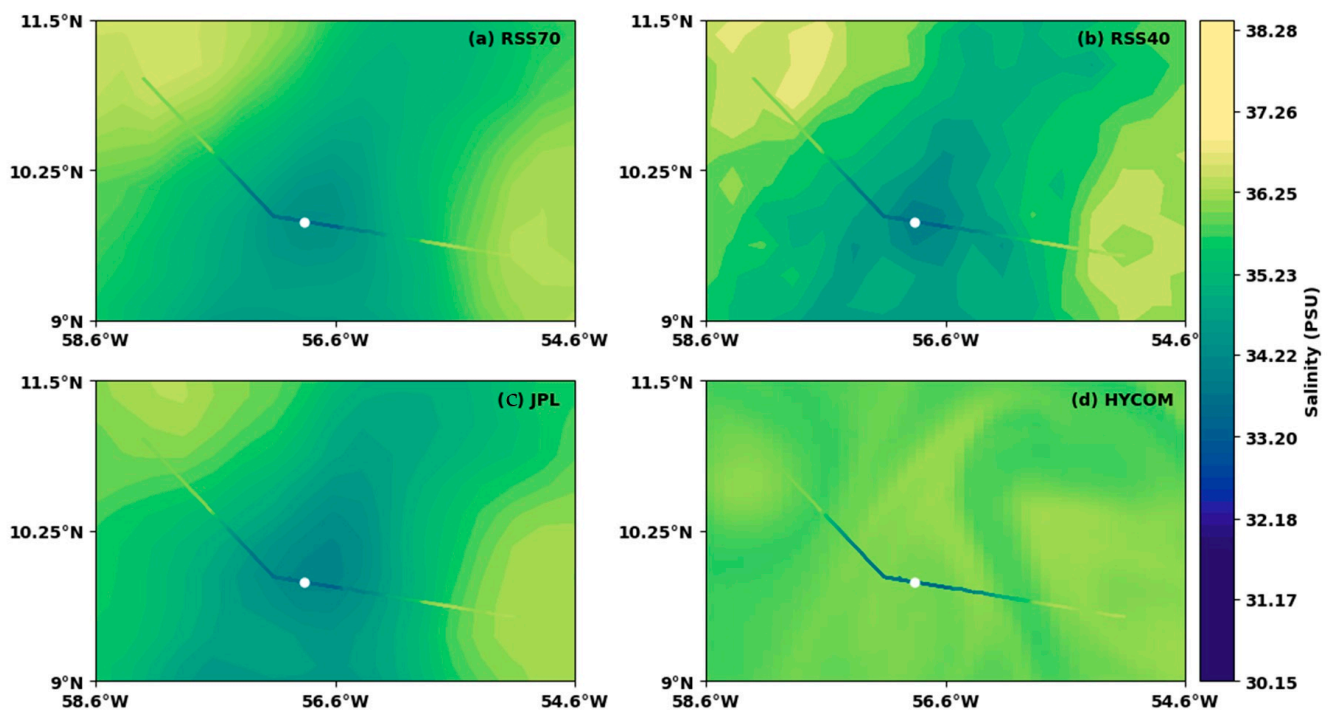 11.5°N
10.25°N
9°N
58.6°W
56.6°W
54.6°W
(a) RSS70
11.5°N
10.25°N
9°N
58.6°W
56.6°W
54.6°
(b) RSS40
11.5°N
10.25°N
9°N
58.6°W
56.6°W
54.6°W
(C) JPL
11.5°N
10.25°N
9°N
58.6°W
56.6°W
54.6°W
(d) HYCOM
38.28
37.26
36.25
35.23
34.22
33.20
32.18
31.17
30.15
Salinity (PSU)